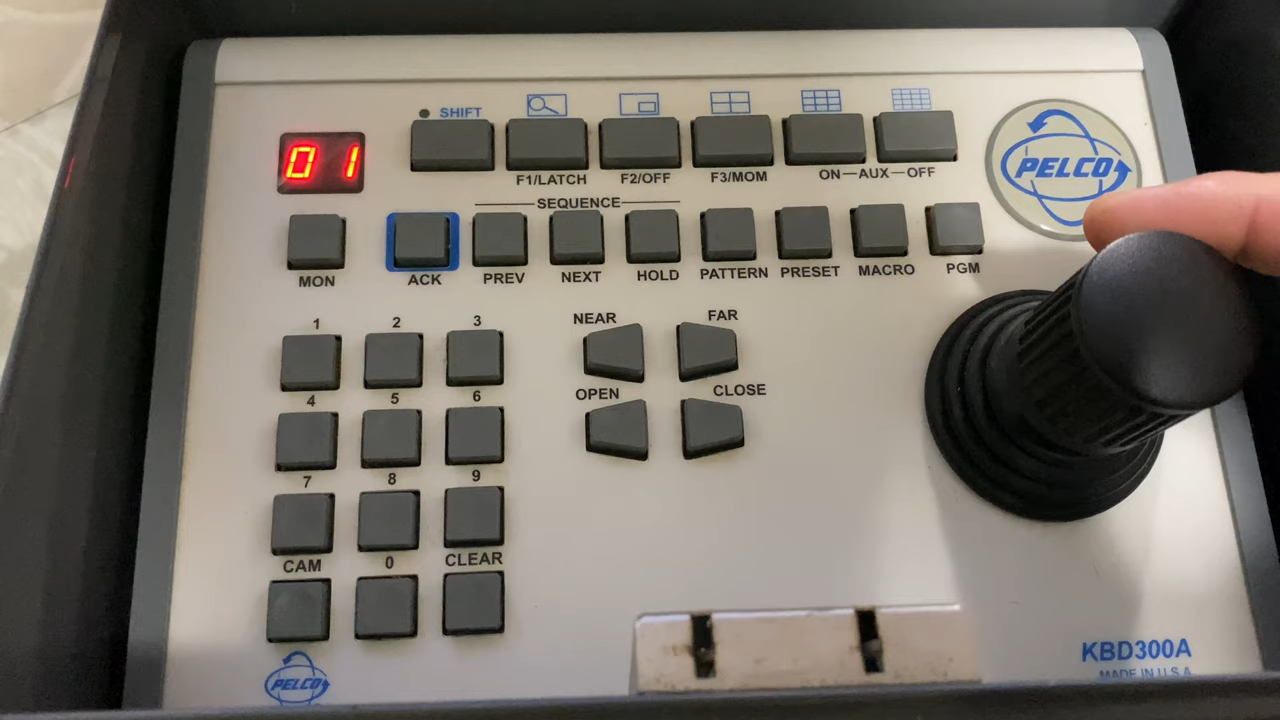 SHIFT
01
F1/LATCH F2/OFF F3/MOM ON—AUX—OFF
PELCO
SEQUENCE
MON ACK PREV NEXT HOLD PATTERN PRESET MACRO PGM
1 2 3
NEAR FAR
4 5 6
OPEN CLOSE
7 8 9
CAM 0 CLEAR
KBD300A
MADE IN U.S.A.
PELCO